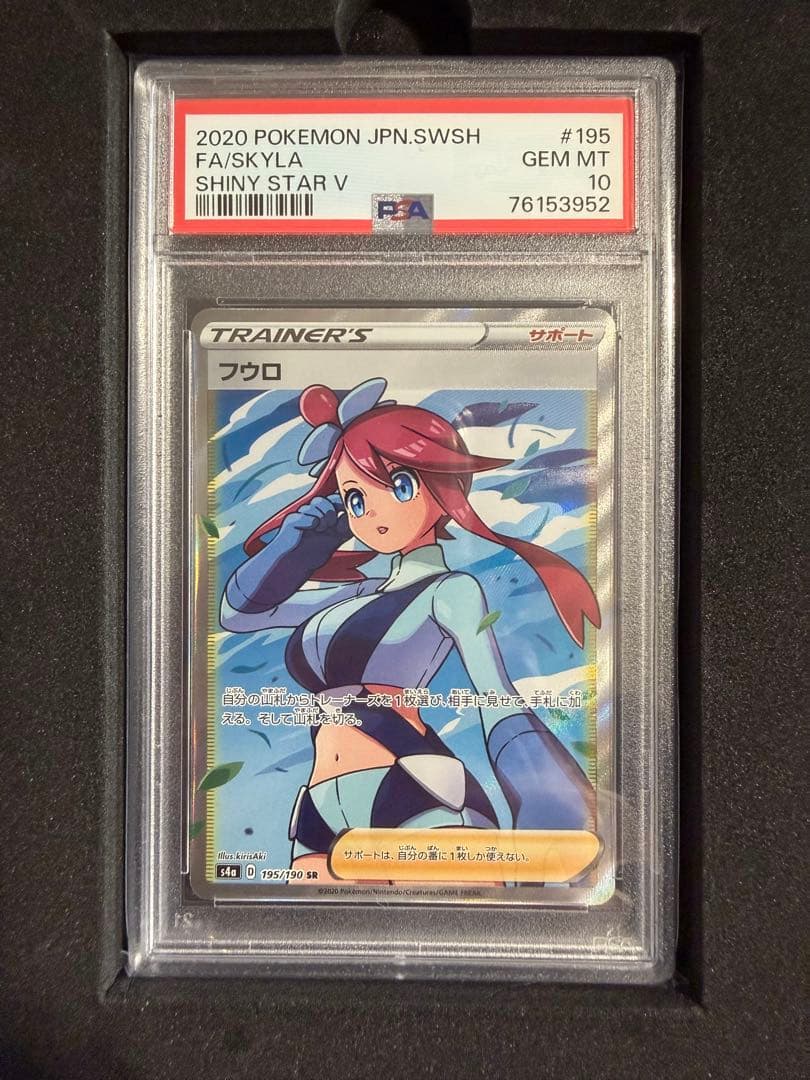 2020 POKEMON JPN.SWSH #195
FA/SKYLA GEM MT
SHINY STAR V 10
PSA 76153952
TRAINER'S サポート
フウロ
自分の山札からトレーナーズを1枚選び、相手に見せて、手札に加
える。そして山札を切る。
サポートは、自分の番に1枚しか使えない。
Illus.kirisAki
s4a D 195/190 SR
©2020 Pokémon/Nintendo/Creatures/GAME FREAK